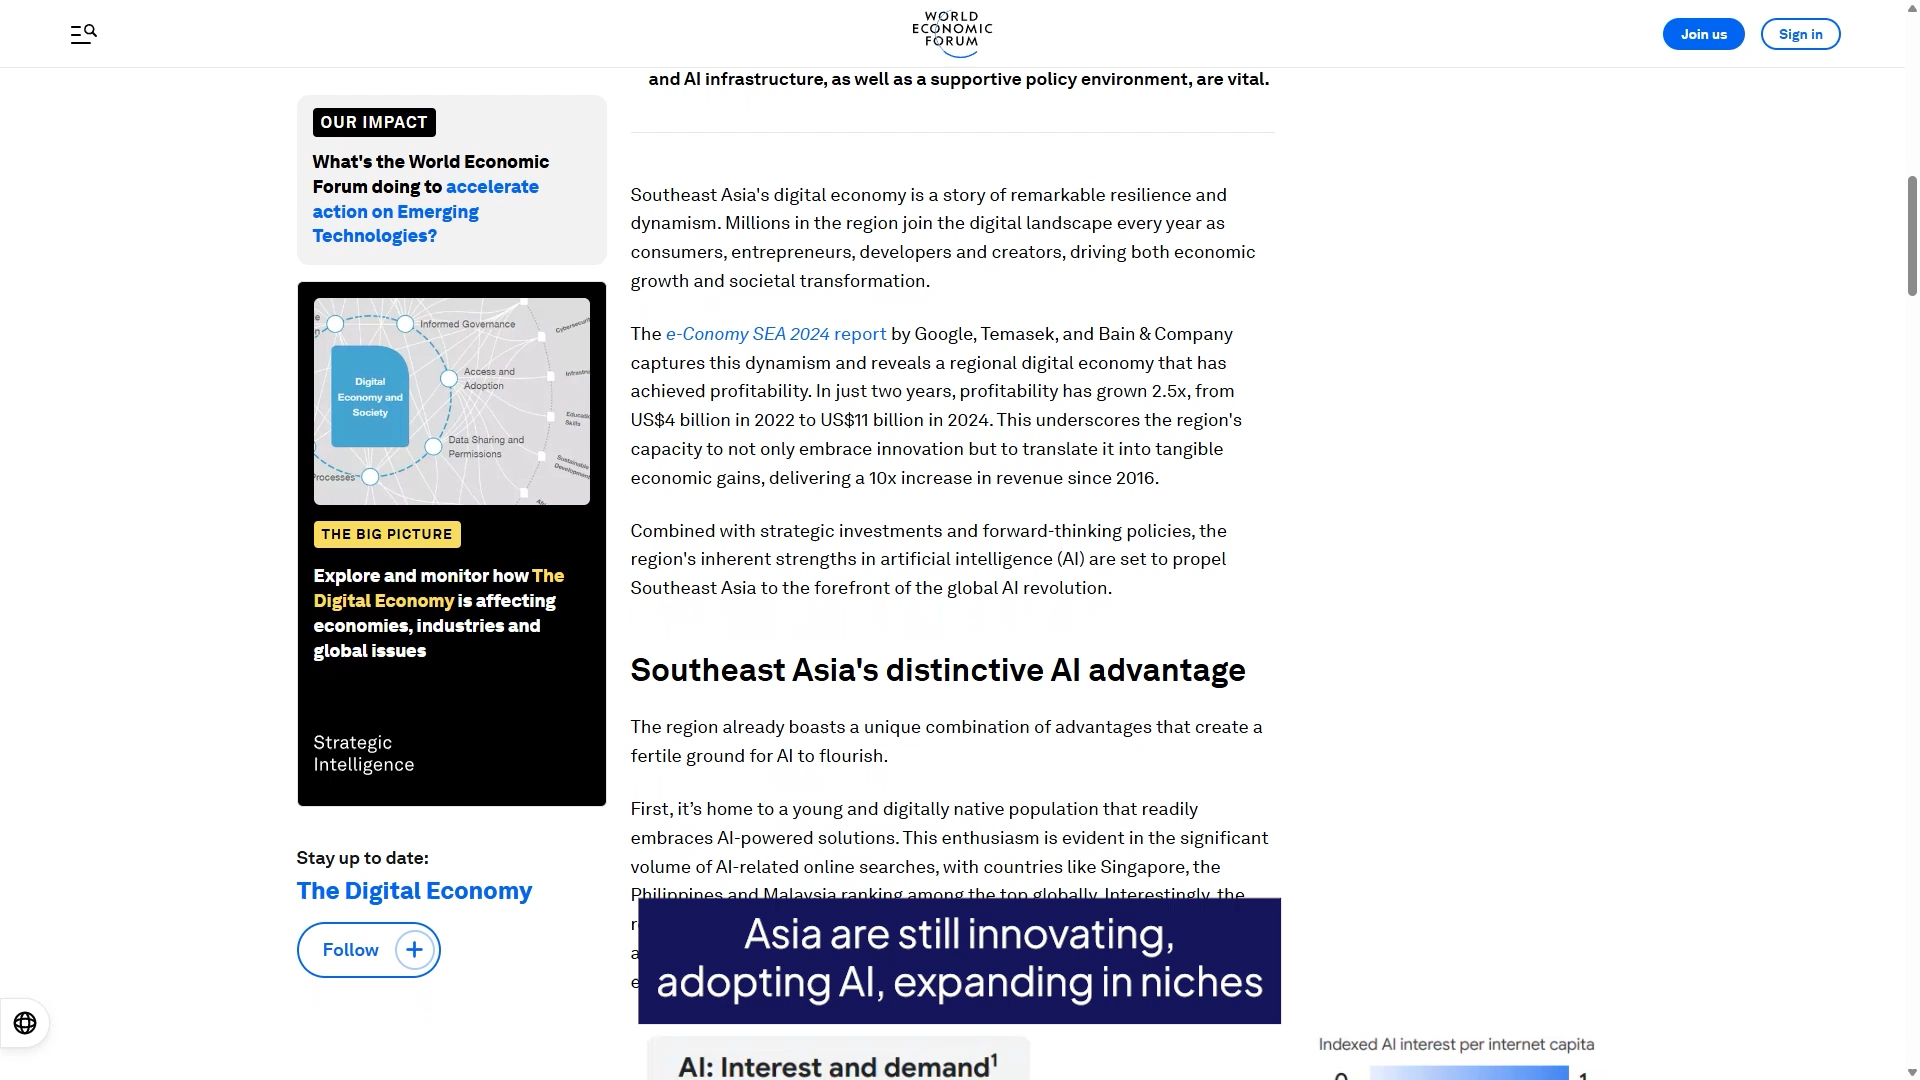 WORLD
ECONOMIC
FORUM
Join us
Sign in
and AI infrastructure, as well as a supportive policy environment, are vital.
OUR IMPACT
What's the World Economic
Forum doing to accelerate
action on Emerging
Technologies?
Informed Governance
Access and
Adoption
Digital
Economy and
Society
Data Sharing and
Permissions
Processes
THE BIG PICTURE
Explore and monitor how The
Digital Economy is affecting
economies, industries and
global issues
Strategic
Intelligence
Stay up to date:
The Digital Economy
Follow
Southeast Asia's digital economy is a story of remarkable resilience and
dynamism. Millions in the region join the digital landscape every year as
consumers, entrepreneurs, developers and creators, driving both economic
growth and societal transformation.
The e-Conomy SEA 2024 report by Google, Temasek, and Bain & Company
captures this dynamism and reveals a regional digital economy that has
achieved profitability. In just two years, profitability has grown 2.5x, from
US$4 billion in 2022 to US$11 billion in 2024. This underscores the region's
capacity to not only embrace innovation but to translate it into tangible
economic gains, delivering a 10x increase in revenue since 2016.
Combined with strategic investments and forward-thinking policies, the
region's inherent strengths in artificial intelligence (AI) are set to propel
Southeast Asia to the forefront of the global AI revolution.
Southeast Asia's distinctive AI advantage
The region already boasts a unique combination of advantages that create a
fertile ground for AI to flourish.
First, it’s home to a young and digitally native population that readily
embraces AI-powered solutions. This enthusiasm is evident in the significant
volume of AI-related online searches, with countries like Singapore, the
Philippines and Malaysia ranking among the top globally. Interestingly, the
Asia are still innovating,
adopting AI, expanding in niches
AI: Interest and demand1
Indexed AI interest per internet capita
0 1